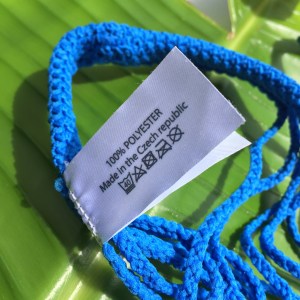 100% POLYESTER
Made in the Czech republic